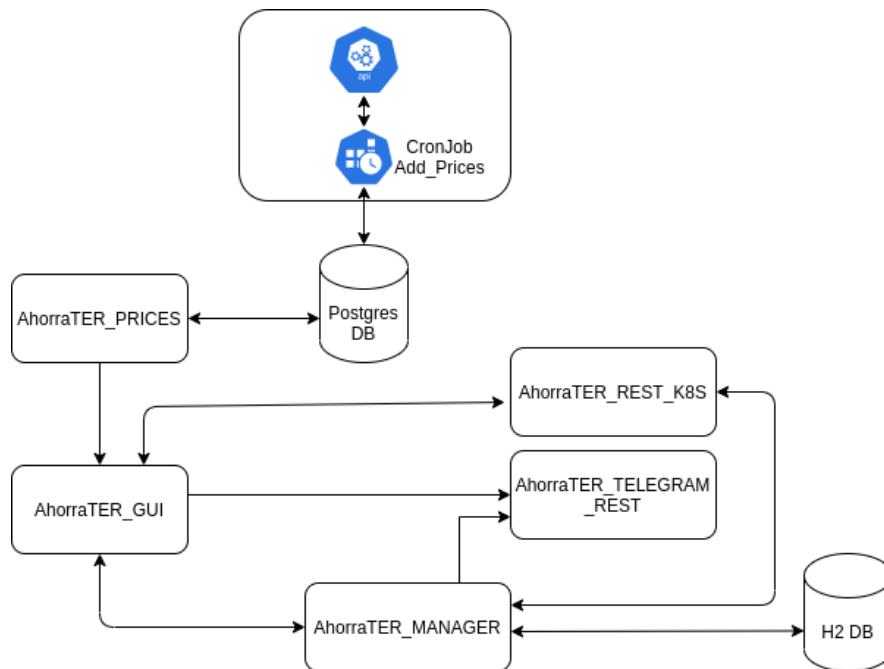 api
CronJob
Add_Prices
Postgres
DB
AhorraTER_PRICES
AhorraTER_REST_K8S
AhorraTER_TELEGRAM
_REST
AhorraTER_GUI
AhorraTER_MANAGER
H2 DB